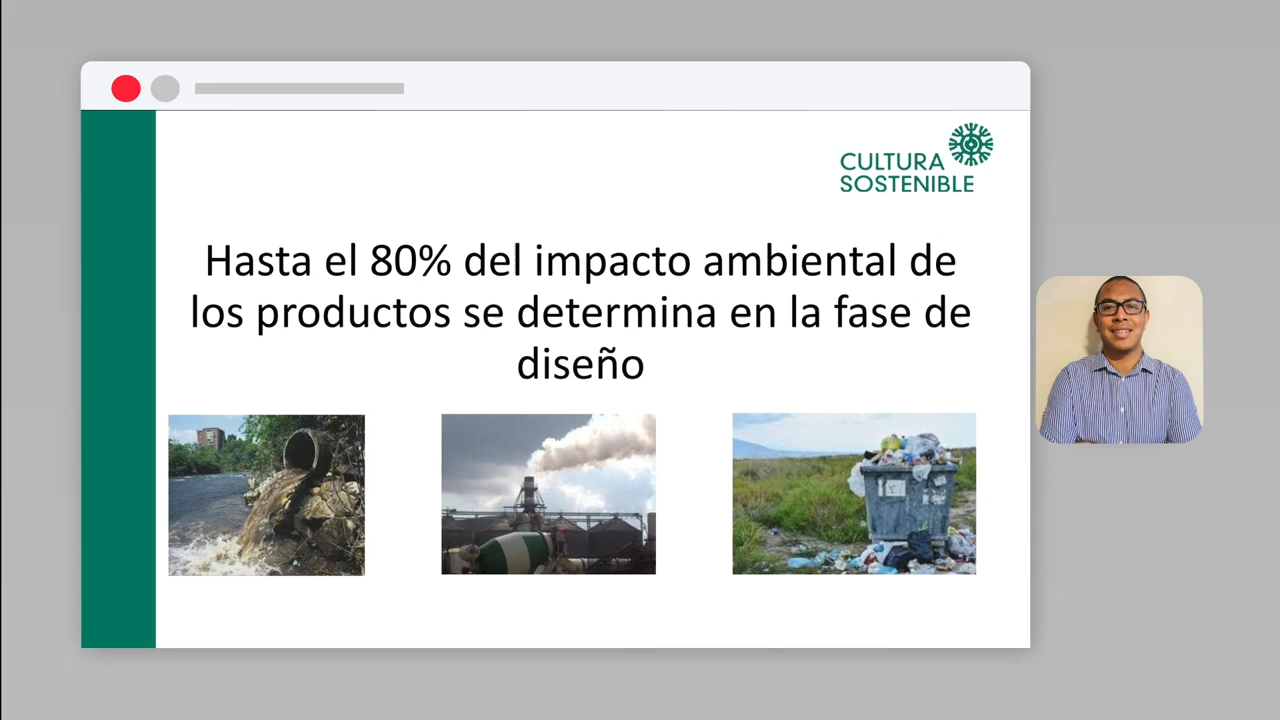 CULTURA
SOSTENIBLE
Hasta el 80% del impacto ambiental de
los productos se determina en la fase de
diseño